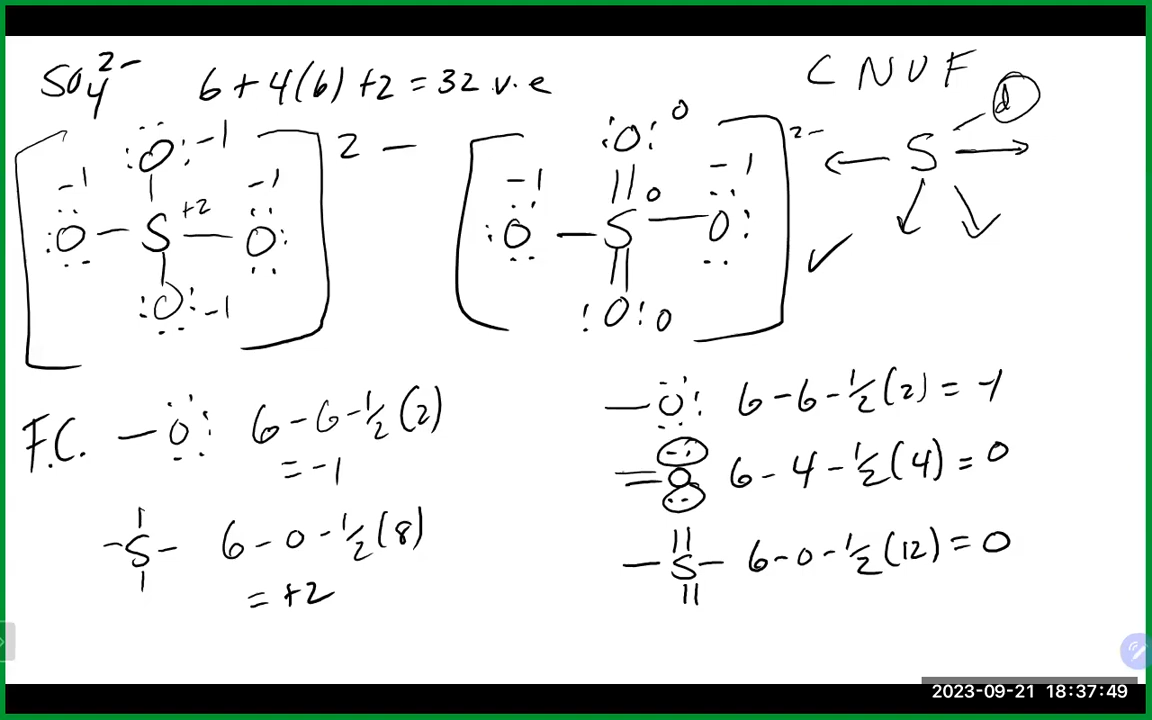 SO₄²⁻ 6 + 4(6) + 2 = 32 v.e
C N O F
S d
[ :O: -1 2-
-1 :O - S +2 - O: -1
:O: -1 ]
[ :O: 0 2-
-1 :O - S 0 - O: -1
:O: 0 ] ✓
F.C. -O: 6 - 6 - ½(2)
= -1
-S- 6 - 0 - ½(8)
= +2
-O: 6 - 6 - ½(2) = -1
=O 6 - 4 - ½(4) = 0
-S- 6 - 0 - ½(12) = 0
2023-09-21 18:37:49